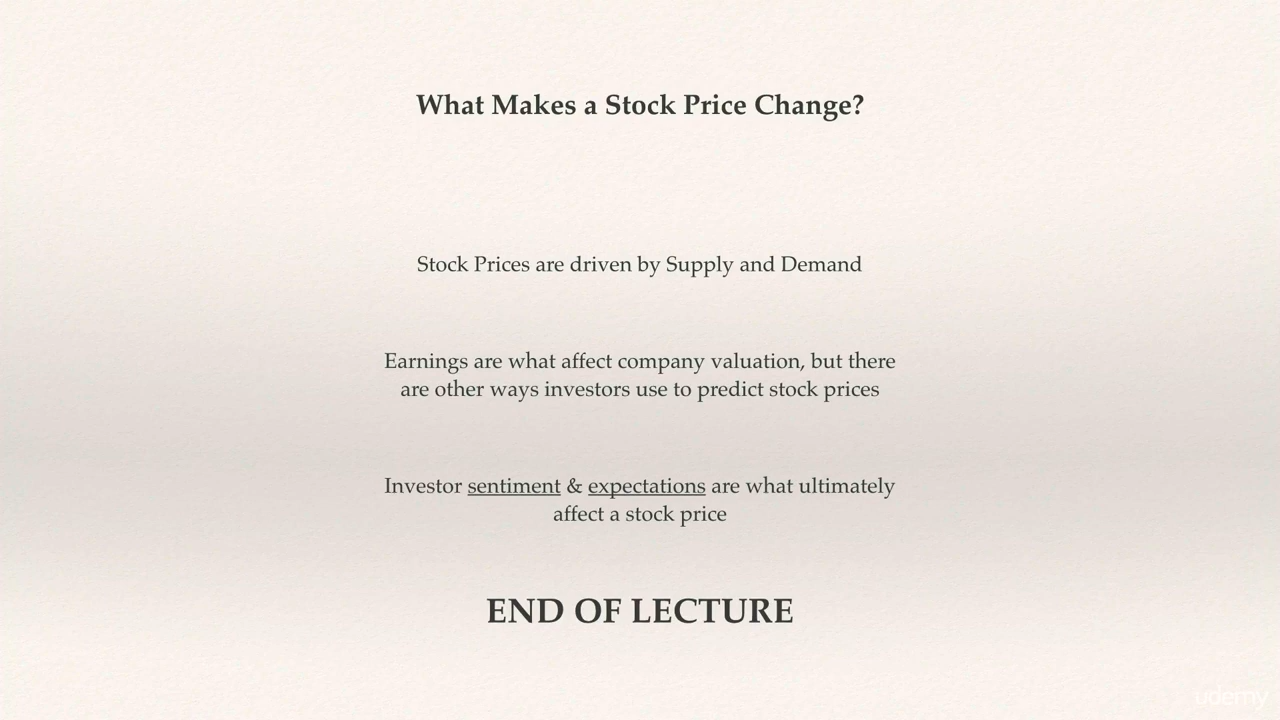 What Makes a Stock Price Change?
Stock Prices are driven by Supply and Demand
Earnings are what affect company valuation, but there
are other ways investors use to predict stock prices
Investor sentiment & expectations are what ultimately
affect a stock price
END OF LECTURE
udemy